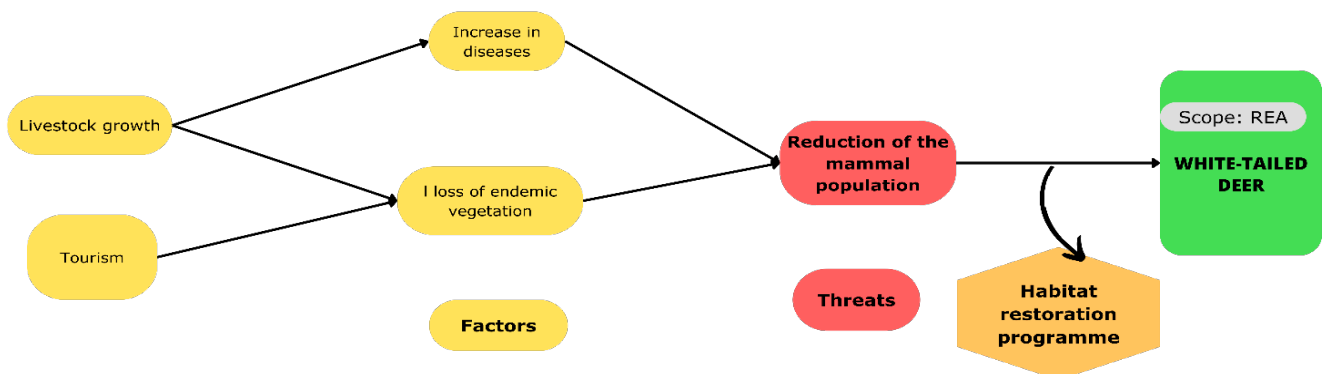 Increase in
diseases
Livestock growth
Scope: REA
Reduction of the
mammal
population
WHITE-TAILED
DEER
l loss of endemic
vegetation
Tourism
Factors
Threats
Habitat
restoration
programme